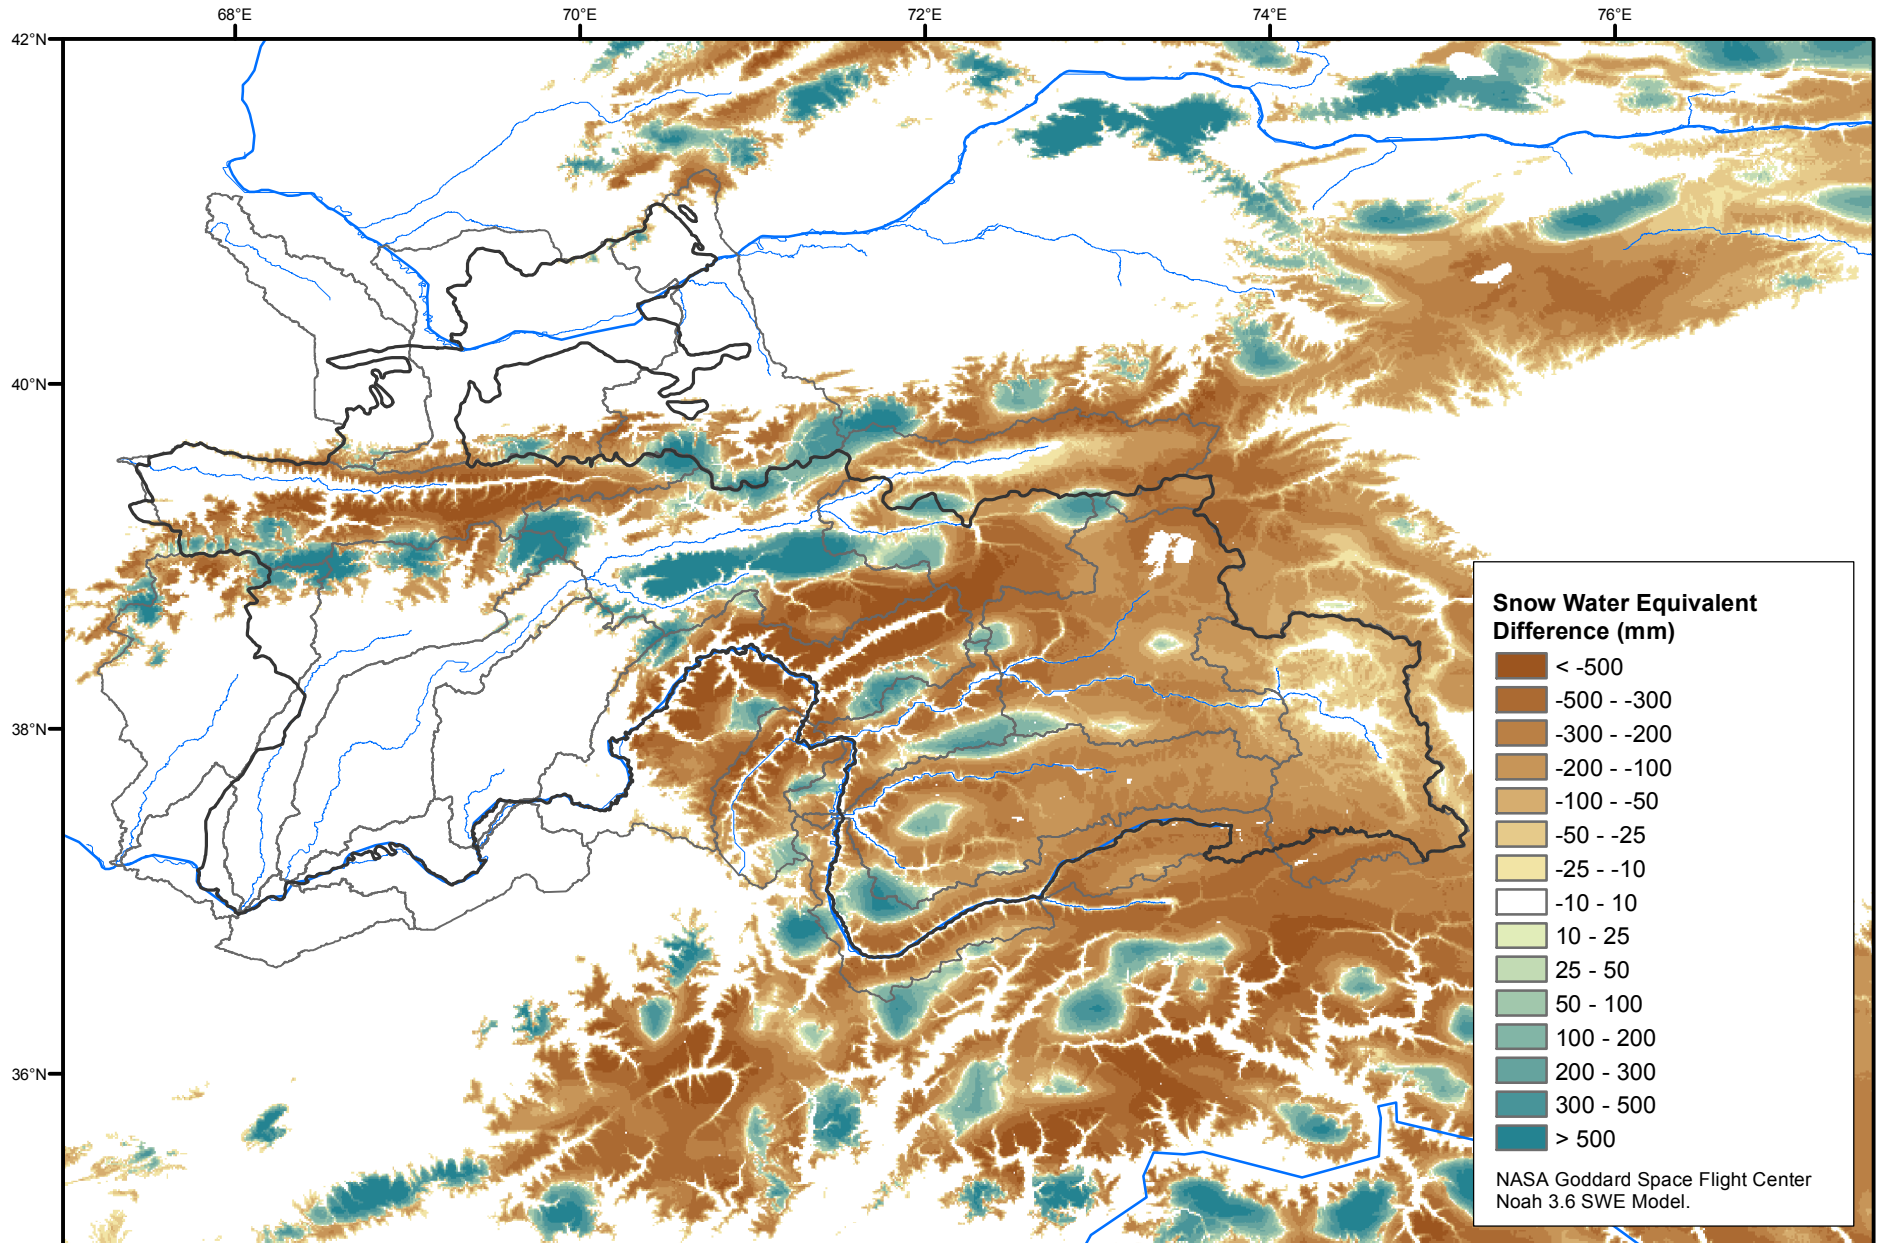 68°E
70°E
72°E
74°E
76°E
42°N
40°N
38°N
36°N
Snow Water Equivalent
Difference (mm)
< -500
-500 - -300
-300 - -200
-200 - -100
-100 - -50
-50 - -25
-25 - -10
-10 - 10
10 - 25
25 - 50
50 - 100
100 - 200
200 - 300
300 - 500
> 500
NASA Goddard Space Flight Center
Noah 3.6 SWE Model.